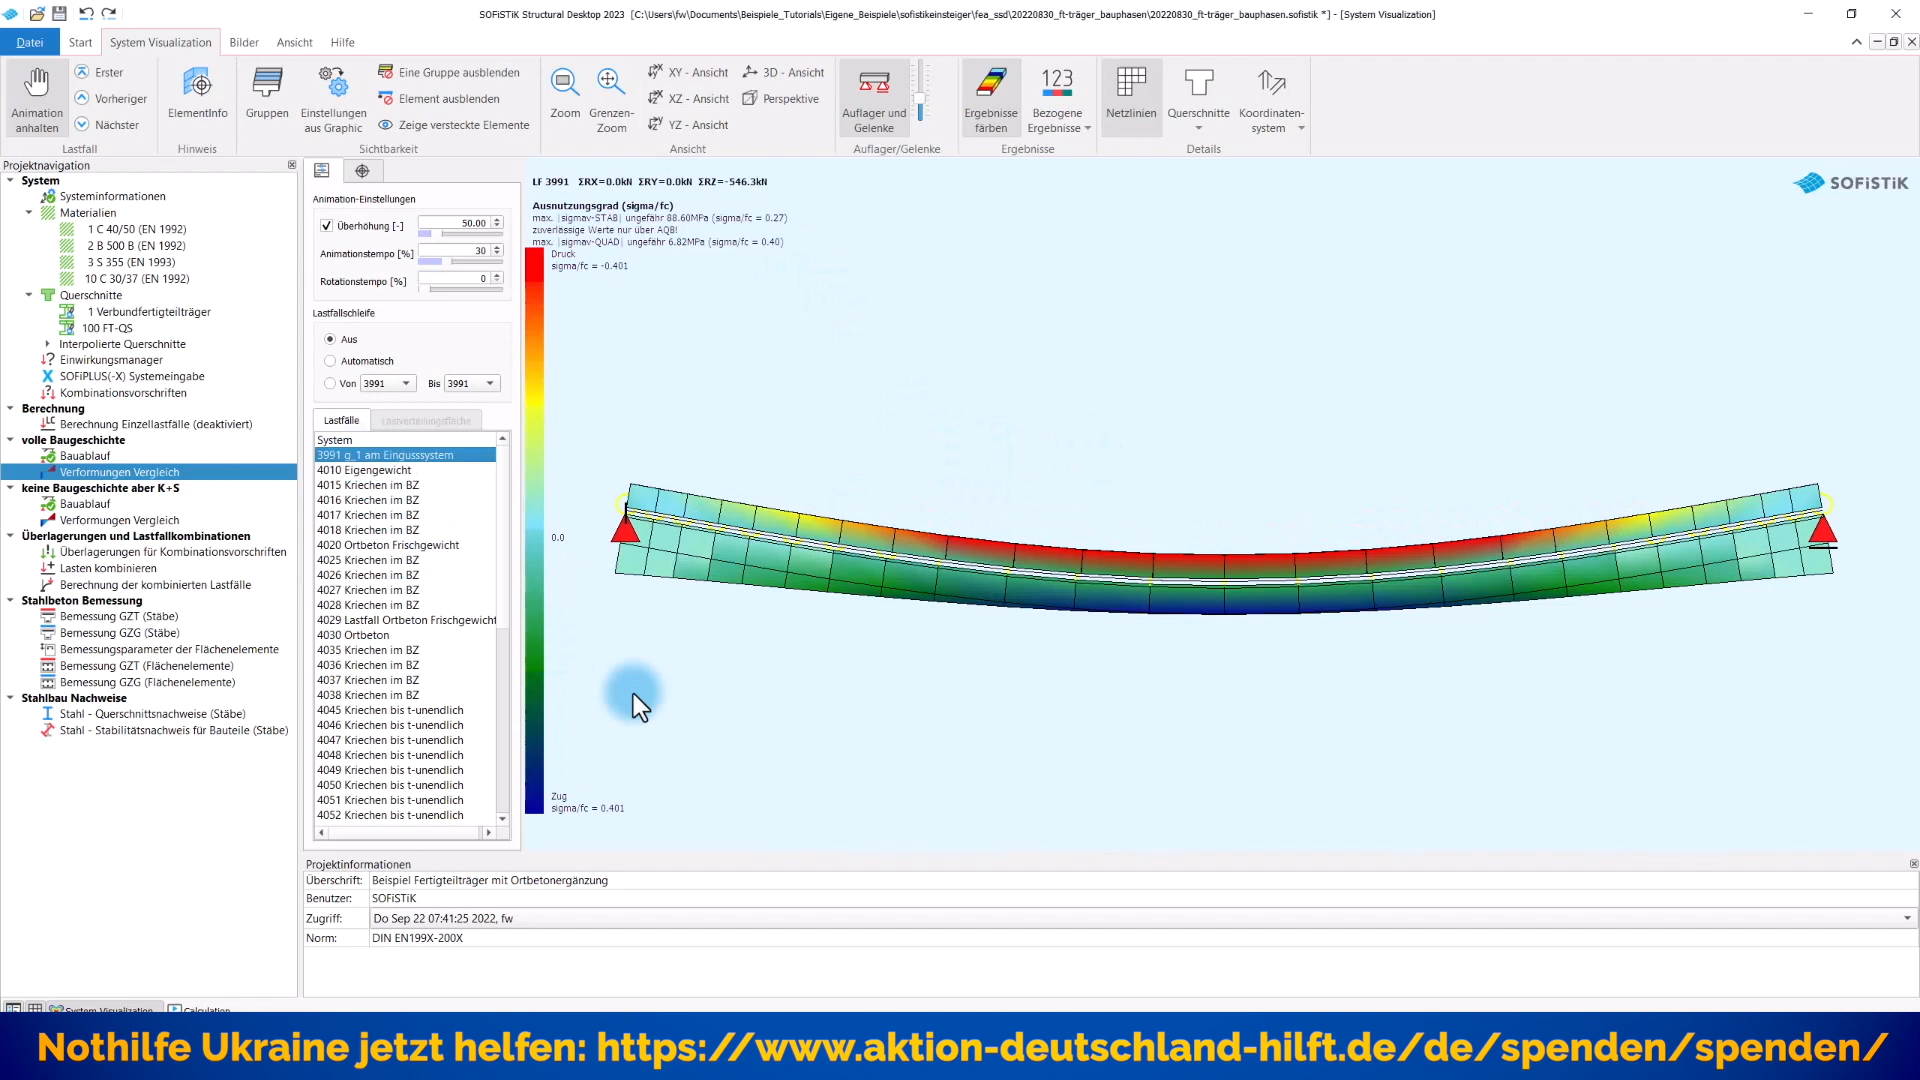 SOFiSTiK Structural Desktop 2023 [C:\Users\fw\Documents\Beispiele_Tutorials\Eigene_Beispiele\sofistikeinsteiger\fea_ssd\20220830_ft-träger_bauphasen\20220830_ft-träger_bauphasen.sofistik *] - [System Visualization]
Datei Start System Visualization Bilder Ansicht Hilfe
Animation anhalten
Erster
Vorheriger
Nächster
Lastfall
ElementInfo
Hinweis
Gruppen
Einstellungen aus Graphic
Eine Gruppe ausblenden
Element ausblenden
Zeige versteckte Elemente
Sichtbarkeit
Zoom
Grenzen-Zoom
XY - Ansicht
XZ - Ansicht
YZ - Ansicht
3D - Ansicht
Perspektive
Ansicht
Auflager und Gelenke
Auflager/Gelenke
Ergebnisse färben
123
Bezogene Ergebnisse
Ergebnisse
Netzlinien
Querschnitte
Koordinaten-system
Details
Projektnavigation
System
Systeminformationen
Materialien
1 C 40/50 (EN 1992)
2 B 500 B (EN 1992)
3 S 355 (EN 1993)
10 C 30/37 (EN 1992)
Querschnitte
1 Verbundfertigteilträger
100 FT-QS
Interpolierte Querschnitte
Einwirkungsmanager
SOFiPLUS(-X) Systemeingabe
Kombinationsvorschriften
Berechnung
Berechnung Einzellastfälle (deaktiviert)
volle Baugeschichte
Bauablauf
Verformungen Vergleich
keine Baugeschichte aber K+S
Bauablauf
Verformungen Vergleich
Überlagerungen und Lastfallkombinationen
Überlagerungen für Kombinationsvorschriften
Lasten kombinieren
Berechnung der kombinierten Lastfälle
Stahlbeton Bemessung
Bemessung GZT (Stäbe)
Bemessung GZG (Stäbe)
Bemessungsparameter der Flächenelemente
Bemessung GZT (Flächenelemente)
Bemessung GZG (Flächenelemente)
Stahlbau Nachweise
Stahl - Querschnittsnachweise (Stäbe)
Stahl - Stabilitätsnachweis für Bauteile (Stäbe)
Animation-Einstellungen
Überhöhung [-] 50.00
Animationstempo [%] 30
Rotationstempo [%] 0
Lastfallschleife
Aus
Automatisch
Von 3991 Bis 3991
Lastfälle Lastverteilungsfläche
System
3991 g_1 am Eingusssystem
4010 Eigengewicht
4015 Kriechen im BZ
4016 Kriechen im BZ
4017 Kriechen im BZ
4018 Kriechen im BZ
4020 Ortbeton Frischgewicht
4025 Kriechen im BZ
4026 Kriechen im BZ
4027 Kriechen im BZ
4028 Kriechen im BZ
4029 Lastfall Ortbeton Frischgewicht
4030 Ortbeton
4035 Kriechen im BZ
4036 Kriechen im BZ
4037 Kriechen im BZ
4038 Kriechen im BZ
4045 Kriechen bis t-unendlich
4046 Kriechen bis t-unendlich
4047 Kriechen bis t-unendlich
4048 Kriechen bis t-unendlich
4049 Kriechen bis t-unendlich
4050 Kriechen bis t-unendlich
4051 Kriechen bis t-unendlich
4052 Kriechen bis t-unendlich
LF 3991 ΣRX=0.0kN ΣRY=0.0kN ΣRZ=-546.3kN
Ausnutzungsgrad (sigma/fc)
max. |sigmav-STAB| ungefähr 88.60MPa (sigma/fc = 0.27)
zuverlässige Werte nur über AQB!
max. |sigmav-QUAD| ungefähr 6.82MPa (sigma/fc = 0.40)
Druck
sigma/fc = -0.401
0.0
Zug
sigma/fc = 0.401
SOFiSTiK
Projektinformationen
Überschrift: Beispiel Fertigteilträger mit Ortbetonergänzung
Benutzer: SOFiSTiK
Zugriff: Do Sep 22 07:41:25 2022, fw
Norm: DIN EN199X-200X
System Visualization Calculation
Nothilfe Ukraine jetzt helfen: https://www.aktion-deutschland-hilft.de/de/spenden/spenden/